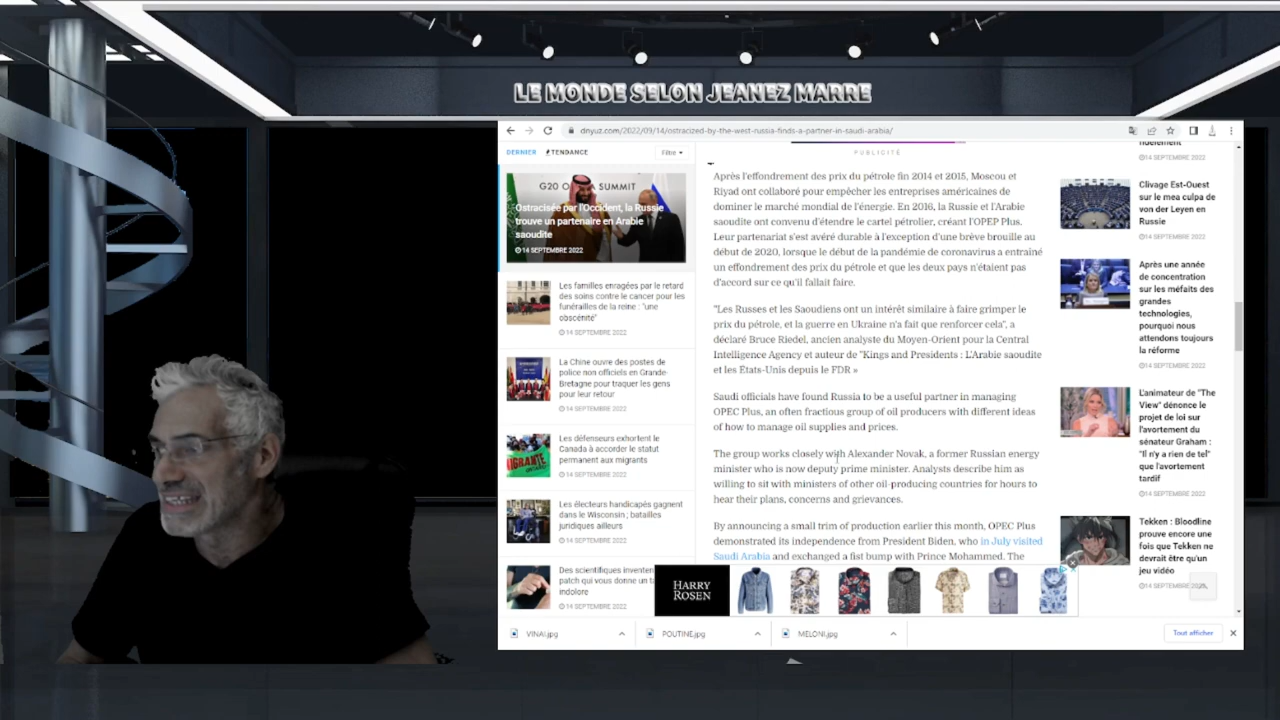 LE MONDE SELON JEANEZ MARRE
dnyuz.com/2022/09/14/ostracized-by-the-west-russia-finds-a-partner-in-saudi-arabia/
DERNIER
TENDANCE
Filtre
G20 O A SUMMIT
Ostracisée par l'Occident, la Russie
trouve un partenaire en Arabie
saoudite
14 SEPTEMBRE 2022
Les familles enragées par le retard
des soins contre le cancer pour les
funérailles de la reine : "une
obscénité"
14 SEPTEMBRE 2022
La Chine ouvre des postes de
police non officiels en Grande-
Bretagne pour traquer les gens
pour leur retour
14 SEPTEMBRE 2022
Les défenseurs exhortent le
Canada à accorder le statut
permanent aux migrants
14 SEPTEMBRE 2022
Les électeurs handicapés gagnent
dans le Wisconsin ; batailles
juridiques ailleurs
14 SEPTEMBRE 2022
Des scientifiques inventen
patch qui vous donne un ta
indolore
14 SEPTEMBRE 2022
PUBLICITÉ
Après l'effondrement des prix du pétrole fin 2014 et 2015, Moscou et
Riyad ont collaboré pour empêcher les entreprises américaines de
dominer le marché mondial de l'énergie. En 2016, la Russie et l'Arabie
saoudite ont convenu d'étendre le cartel pétrolier, créant l'OPEP Plus.
Leur partenariat s'est avéré durable à l'exception d'une brève brouille au
début de 2020, lorsque le début de la pandémie de coronavirus a entraîné
un effondrement des prix du pétrole et que les deux pays n'étaient pas
d'accord sur ce qu'il fallait faire.
"Les Russes et les Saoudiens ont un intérêt similaire à faire grimper le
prix du pétrole, et la guerre en Ukraine n'a fait que renforcer cela", a
déclaré Bruce Riedel, ancien analyste du Moyen-Orient pour la Central
Intelligence Agency et auteur de "Kings and Presidents : L'Arabie saoudite
et les États-Unis depuis le FDR »
Saudi officials have found Russia to be a useful partner in managing
OPEC Plus, an often fractious group of oil producers with different ideas
of how to manage oil supplies and prices.
The group works closely with Alexander Novak, a former Russian energy
minister who is now deputy prime minister. Analysts describe him as
willing to sit with ministers of other oil-producing countries for hours to
hear their plans, concerns and grievances.
By announcing a small trim of production earlier this month, OPEC Plus
demonstrated its independence from President Biden, who in July visited
Saudi Arabia and exchanged a fist bump with Prince Mohammed. The
HARRY
ROSEN
14 SEPTEMBRE 2022
Clivage Est-Ouest
sur le mea culpa de
von der Leyen en
Russie
14 SEPTEMBRE 2022
Après une année
de concentration
sur les méfaits des
grandes
technologies,
pourquoi nous
attendons toujours
la réforme
14 SEPTEMBRE 2022
L'animateur de "The
View" dénonce le
projet de loi sur
l'avortement du
sénateur Graham :
"Il n'y a rien de tel"
que l'avortement
tardif
14 SEPTEMBRE 2022
Tekken : Bloodline
prouve encore une
fois que Tekken ne
devrait être qu'un
jeu vidéo
14 SEPTEMBRE 2022
VINAI.jpg
POUTINE.jpg
MELONI.jpg
Tout afficher